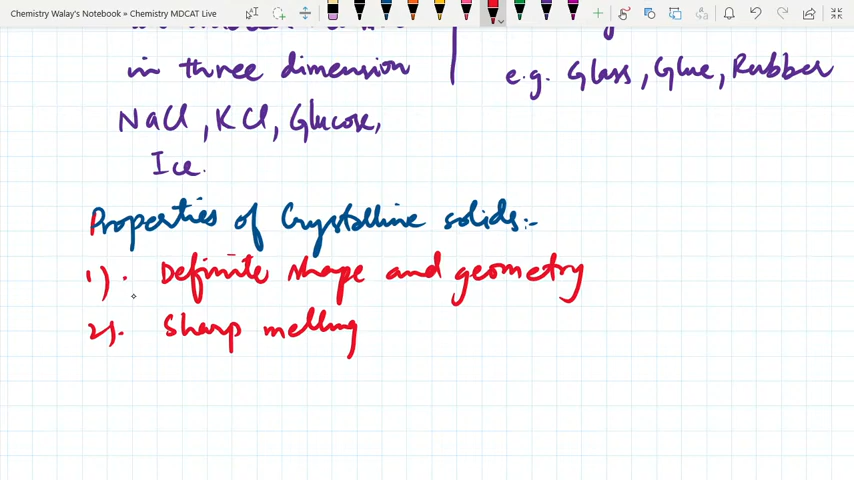 Chemistry Walay's Notebook » Chemistry MDCAT Live
in three dimension
e.g. Glass, Glue, Rubber
NaCl, KCl, Glucose,
Ice.
Properties of Crystalline solids:-
1). Definite shape and geometry
2). Sharp melting